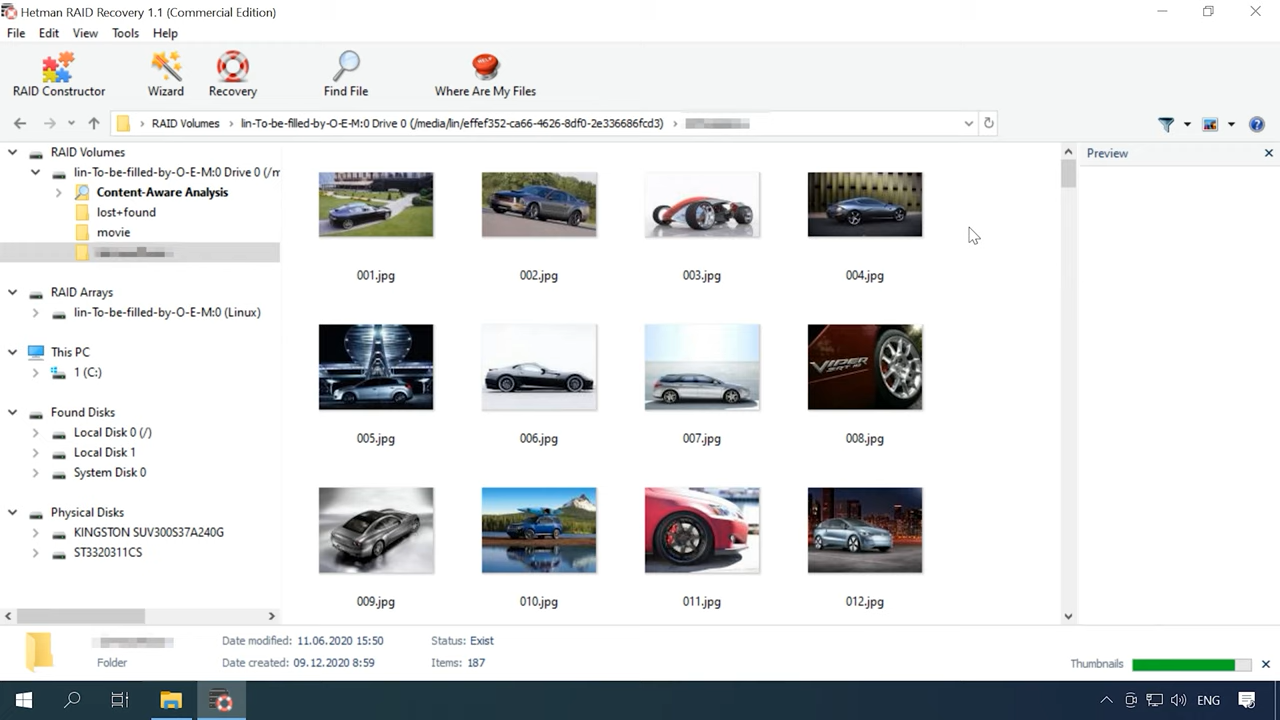 Hetman RAID Recovery 1.1 (Commercial Edition)
File Edit View Tools Help
RAID Constructor Wizard Recovery Find File Where Are My Files
RAID Volumes › lin-To-be-filled-by-O-E-M:0 Drive 0 (/media/lin/effef352-ca66-4626-8df0-2e336686fcd3) ›
RAID Volumes
lin-To-be-filled-by-O-E-M:0 Drive 0 (/m
Content-Aware Analysis
lost+found
movie
RAID Arrays
lin-To-be-filled-by-O-E-M:0 (Linux)
This PC
1 (C:)
Found Disks
Local Disk 0 (/)
Local Disk 1
System Disk 0
Physical Disks
KINGSTON SUV300S37A240G
ST3320311CS
001.jpg 002.jpg 003.jpg 004.jpg
VIPER
SRT10
005.jpg 006.jpg 007.jpg 008.jpg
009.jpg 010.jpg 011.jpg 012.jpg
Preview
Folder
Date modified: 11.06.2020 15:50
Date created: 09.12.2020 8:59
Status: Exist
Items: 187
Thumbnails
ENG